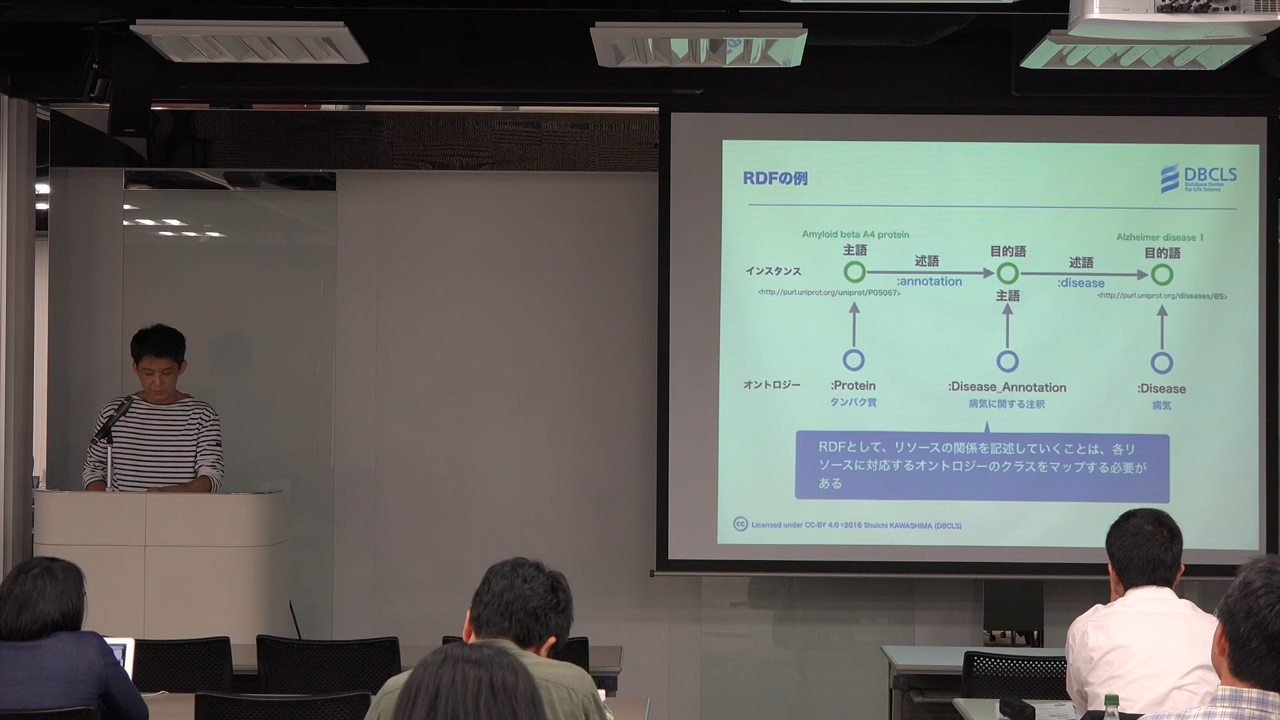 RDFの例
DBCLS
Database Center
for Life Science
Amyloid beta A4 protein
Alzheimer disease 1
主語
目的語
目的語
インスタンス
述語
述語
:annotation
:disease
<http://purl.uniprot.org/uniprot/P05067>
主語
<http://purl.uniprot.org/diseases/85>
オントロジー
:Protein
:Disease_Annotation
:Disease
タンパク質
病気に関する注釈
病気
RDFとして、リソースの関係を記述していくことは、各リ
ソースに対応するオントロジーのクラスをマップする必要が
ある
cc Licensed under CC-BY 4.0 ©2016 Shuichi KAWASHIMA (DBCLS)